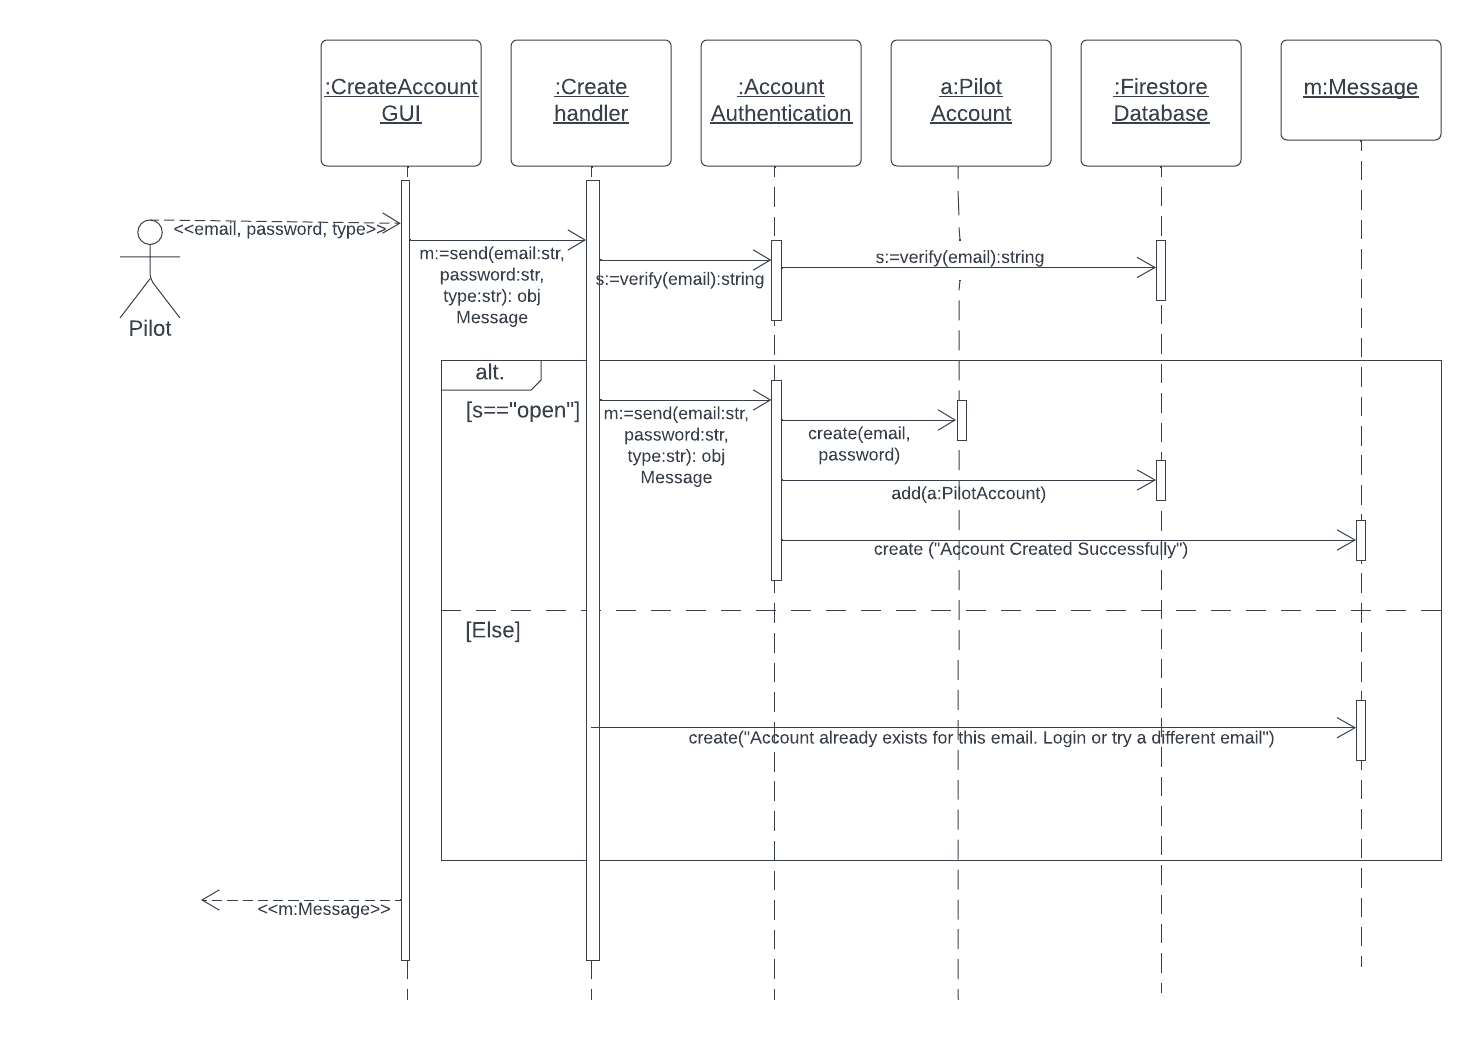 :CreateAccount
GUI
:Create
handler
:Account
Authentication
a:Pilot
Account
:Firestore
Database
m:Message
<<email, password, type>>
Pilot
m:=send(email:str,
password:str,
type:str): obj
Message
s:=verify(email):string
s:=verify(email):string
alt.
[s=="open"]
m:=send(email:str,
password:str,
type:str): obj
Message
create(email,
password)
add(a:PilotAccount)
create ("Account Created Successfully")
[Else]
create("Account already exists for this email. Login or try a different email")
<<m:Message>>